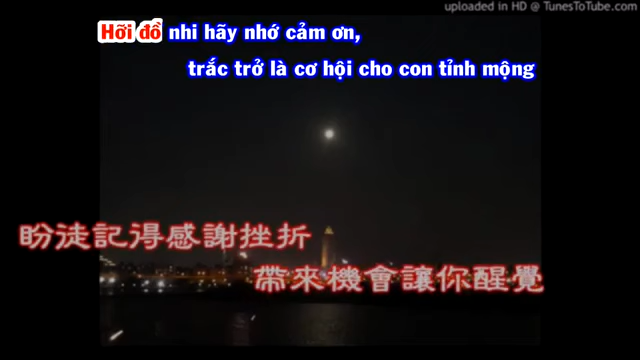 uploaded in HD @ TunesToTube.com
Hỡi đồ nhi hãy nhớ cảm ơn,
trắc trở là cơ hội cho con tỉnh mộng
盼徒記得感謝挫折
帶來機會讓你醒覺